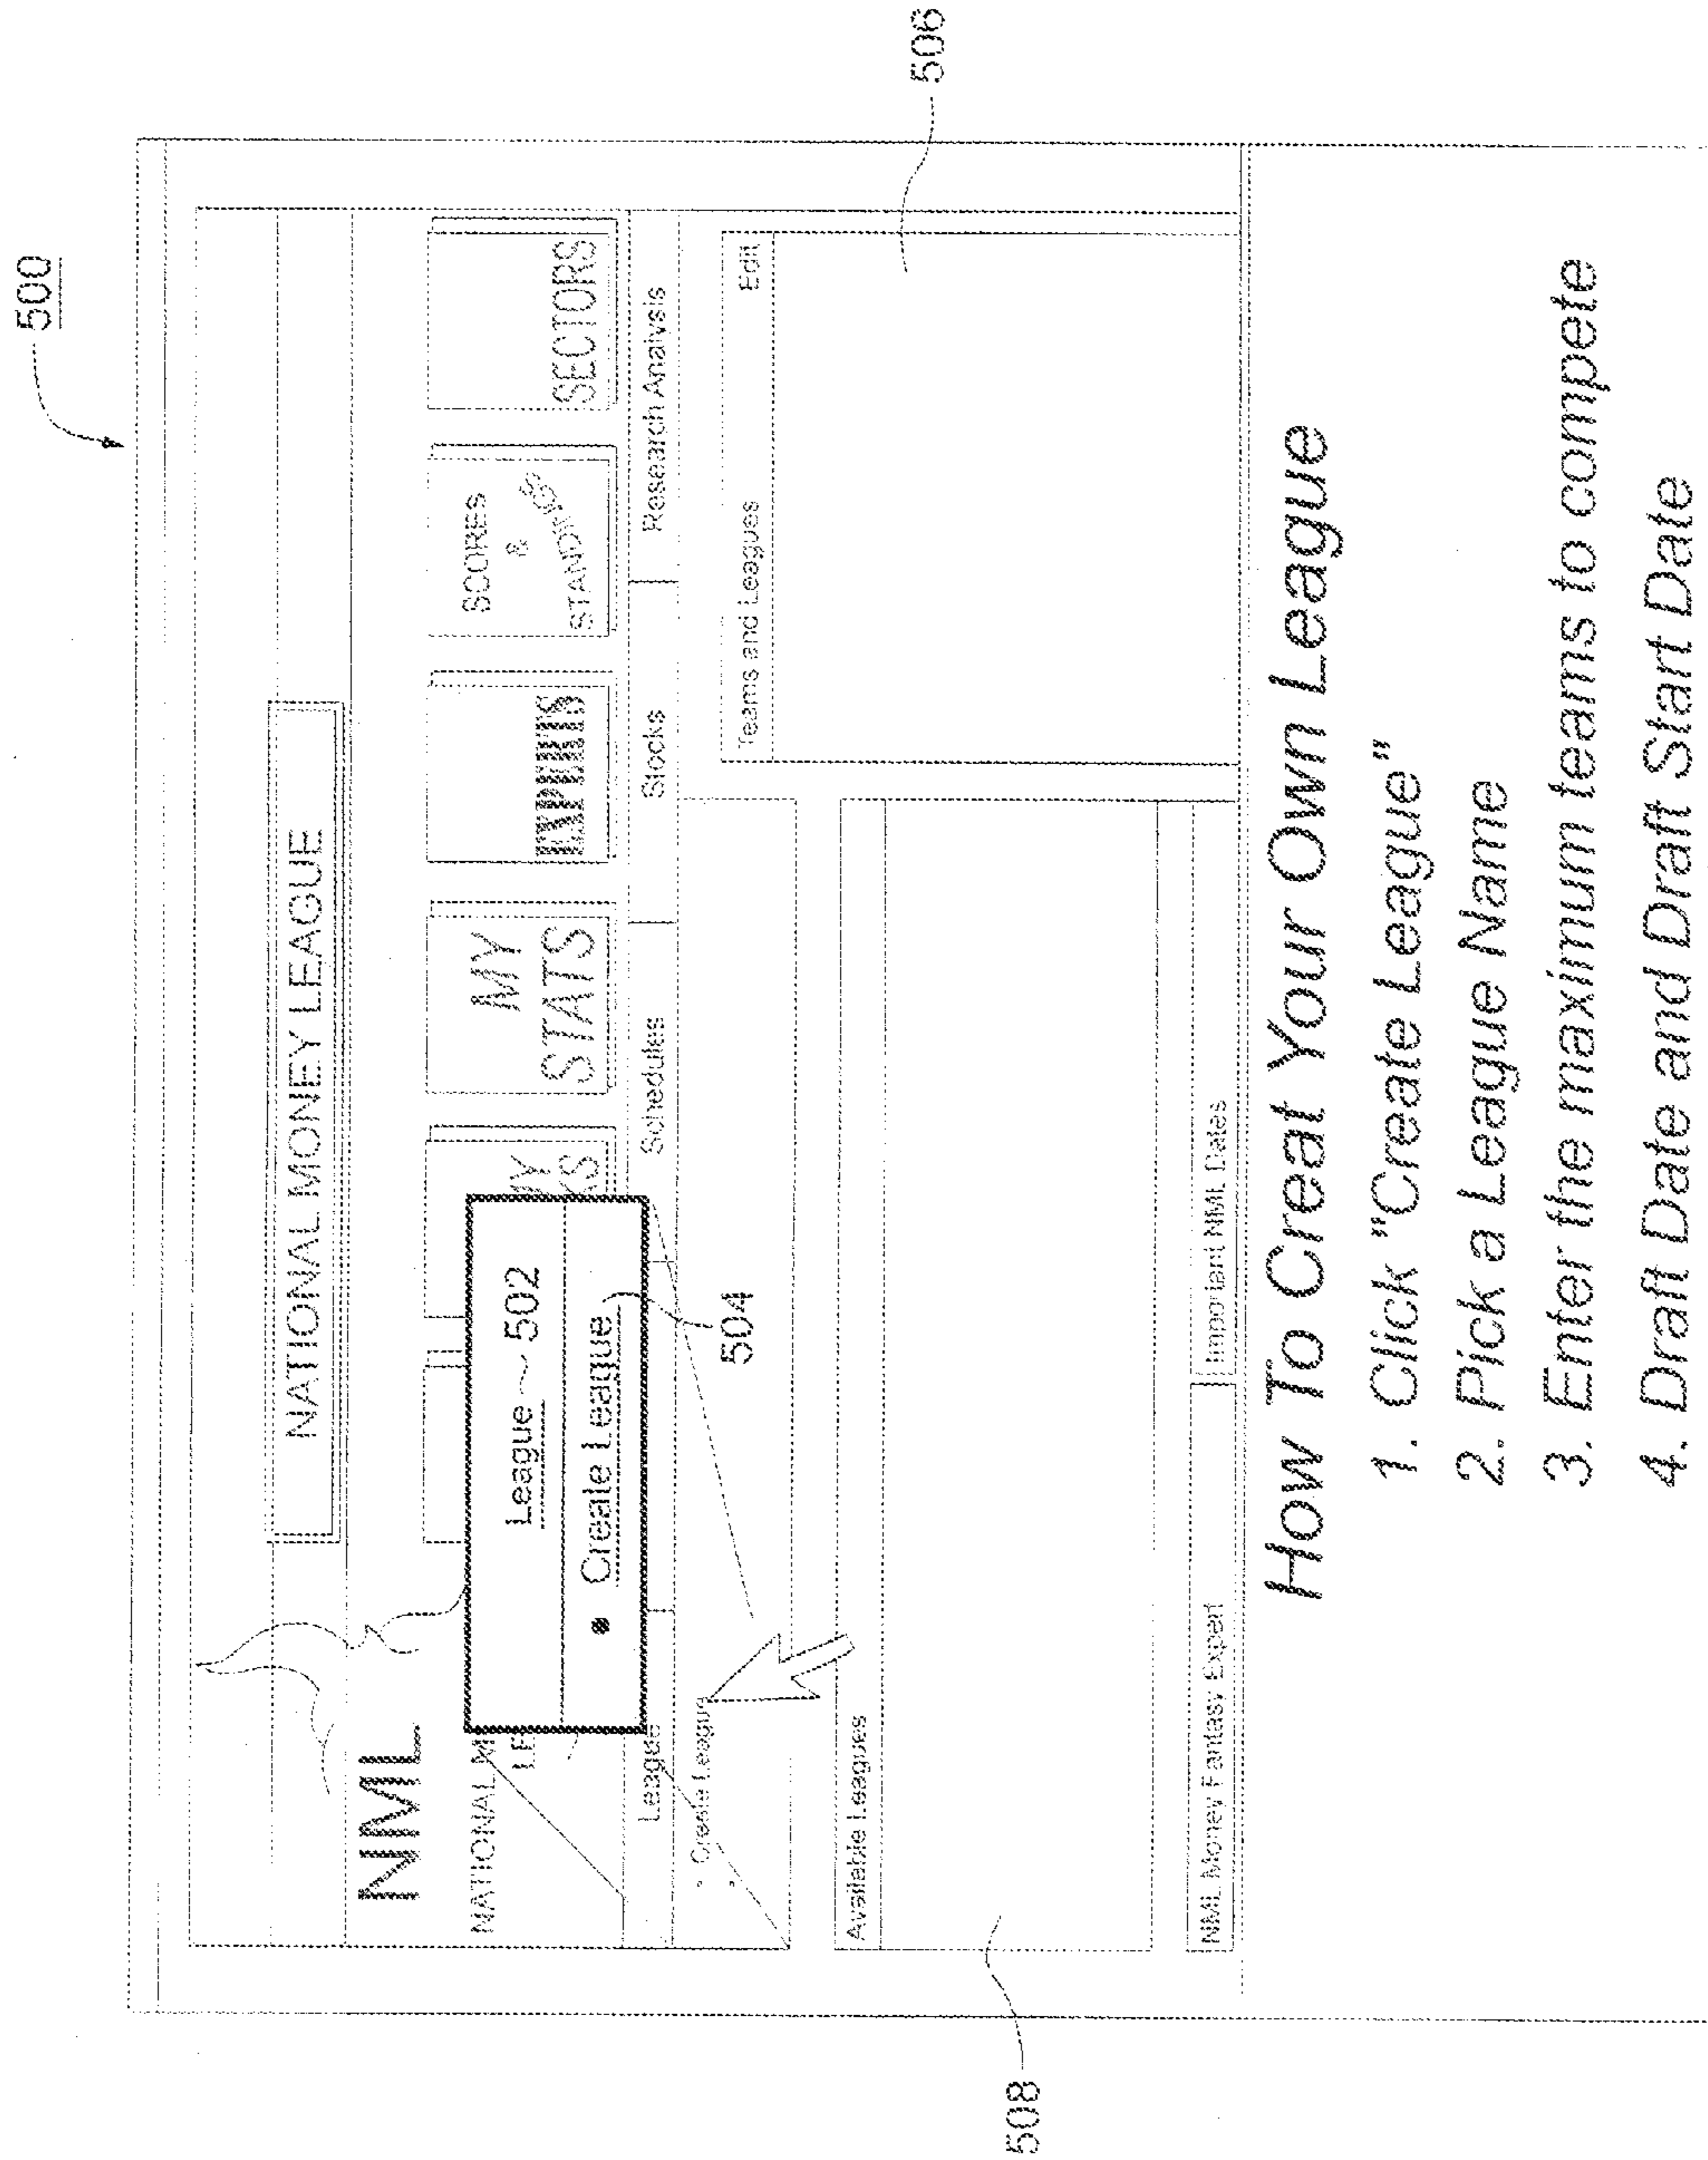 500
NATIONAL MONEY LEAGUE
NML
NATIONAL M
LE
MY
STATS
EXPERTS
SCORES
&
STANDINGS
SECTORS
League ~ 502
• Create League
504
League
Schedules
Stocks
Research Analysis
• Create League
•
Teams and Leagues
Edit
506
Available Leagues
508
NML Money Fantasy Expert
Important NML Dates
How To Creat Your Own League
1. Click "Create League"
2. Pick a League Name
3. Enter the maximum teams to compete
4. Draft Date and Draft Start Date